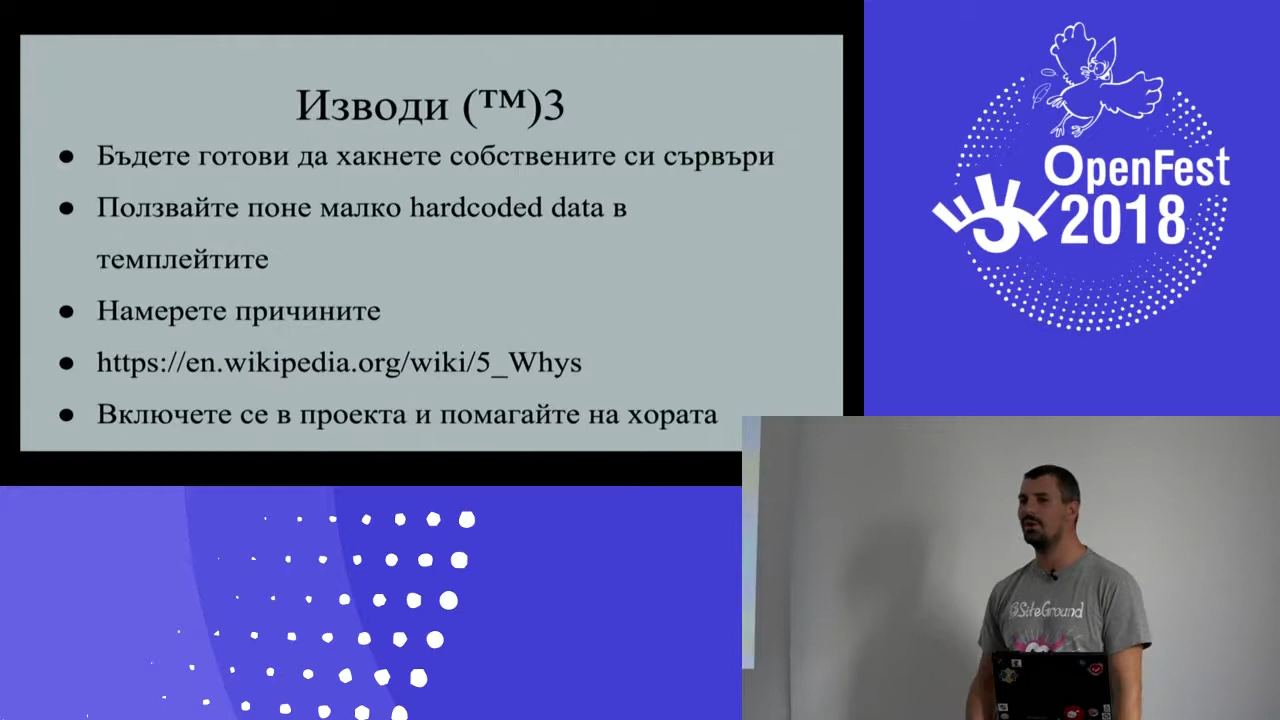 Изводи (™)3
● Бъдете готови да хакнете собствените си сървъри
● Ползвайте поне малко hardcoded data в
темплейтите
● Намерете причините
● https://en.wikipedia.org/wiki/5_Whys
● Включете се в проекта и помагайте на хората
OpenFest
2018
@SiteGround